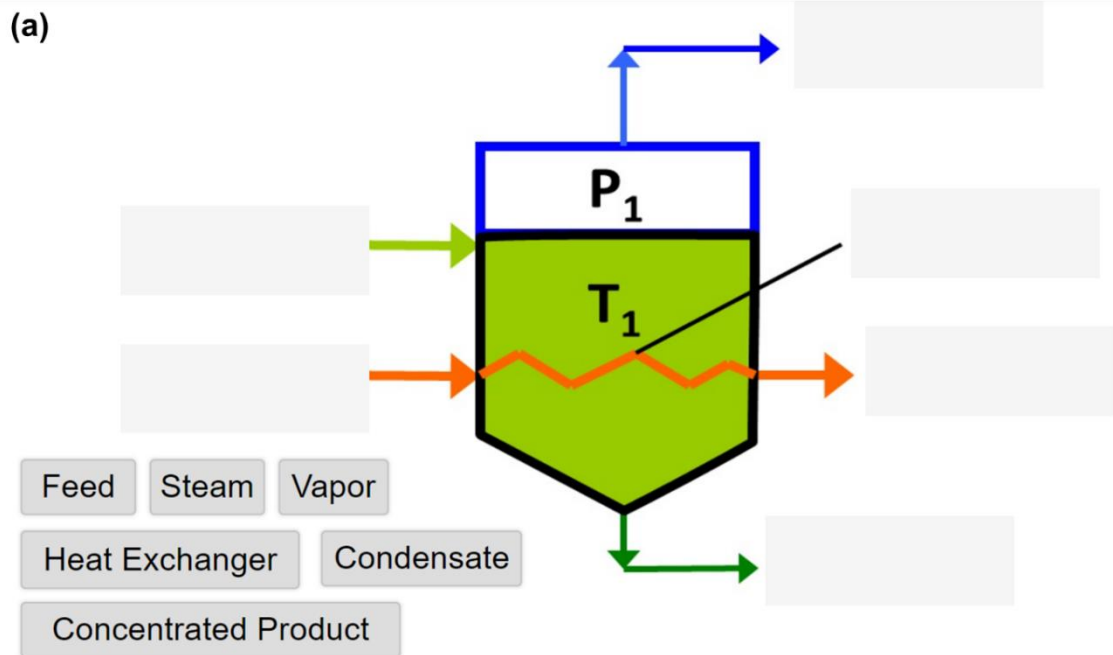 (a)
P1
T1
Feed Steam Vapor
Heat Exchanger Condensate
Concentrated Product